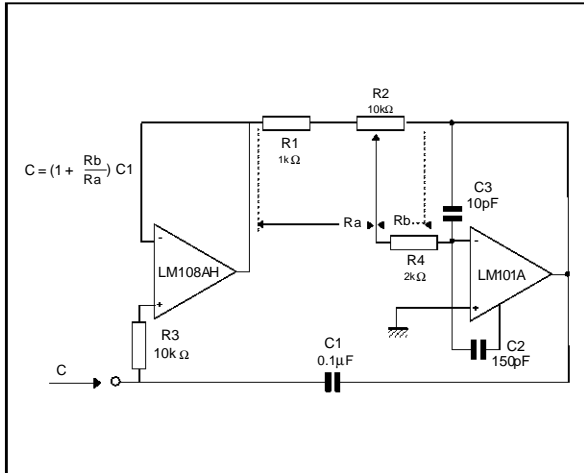 R2
10kΩ
R1
1kΩ
C = (1 + Rb/Ra) C1
C3
10pF
Ra
Rb
R4
2kΩ
-
LM108AH
+
-
LM101A
+
R3
10k Ω
C1
0.1μF
C2
150pF
C